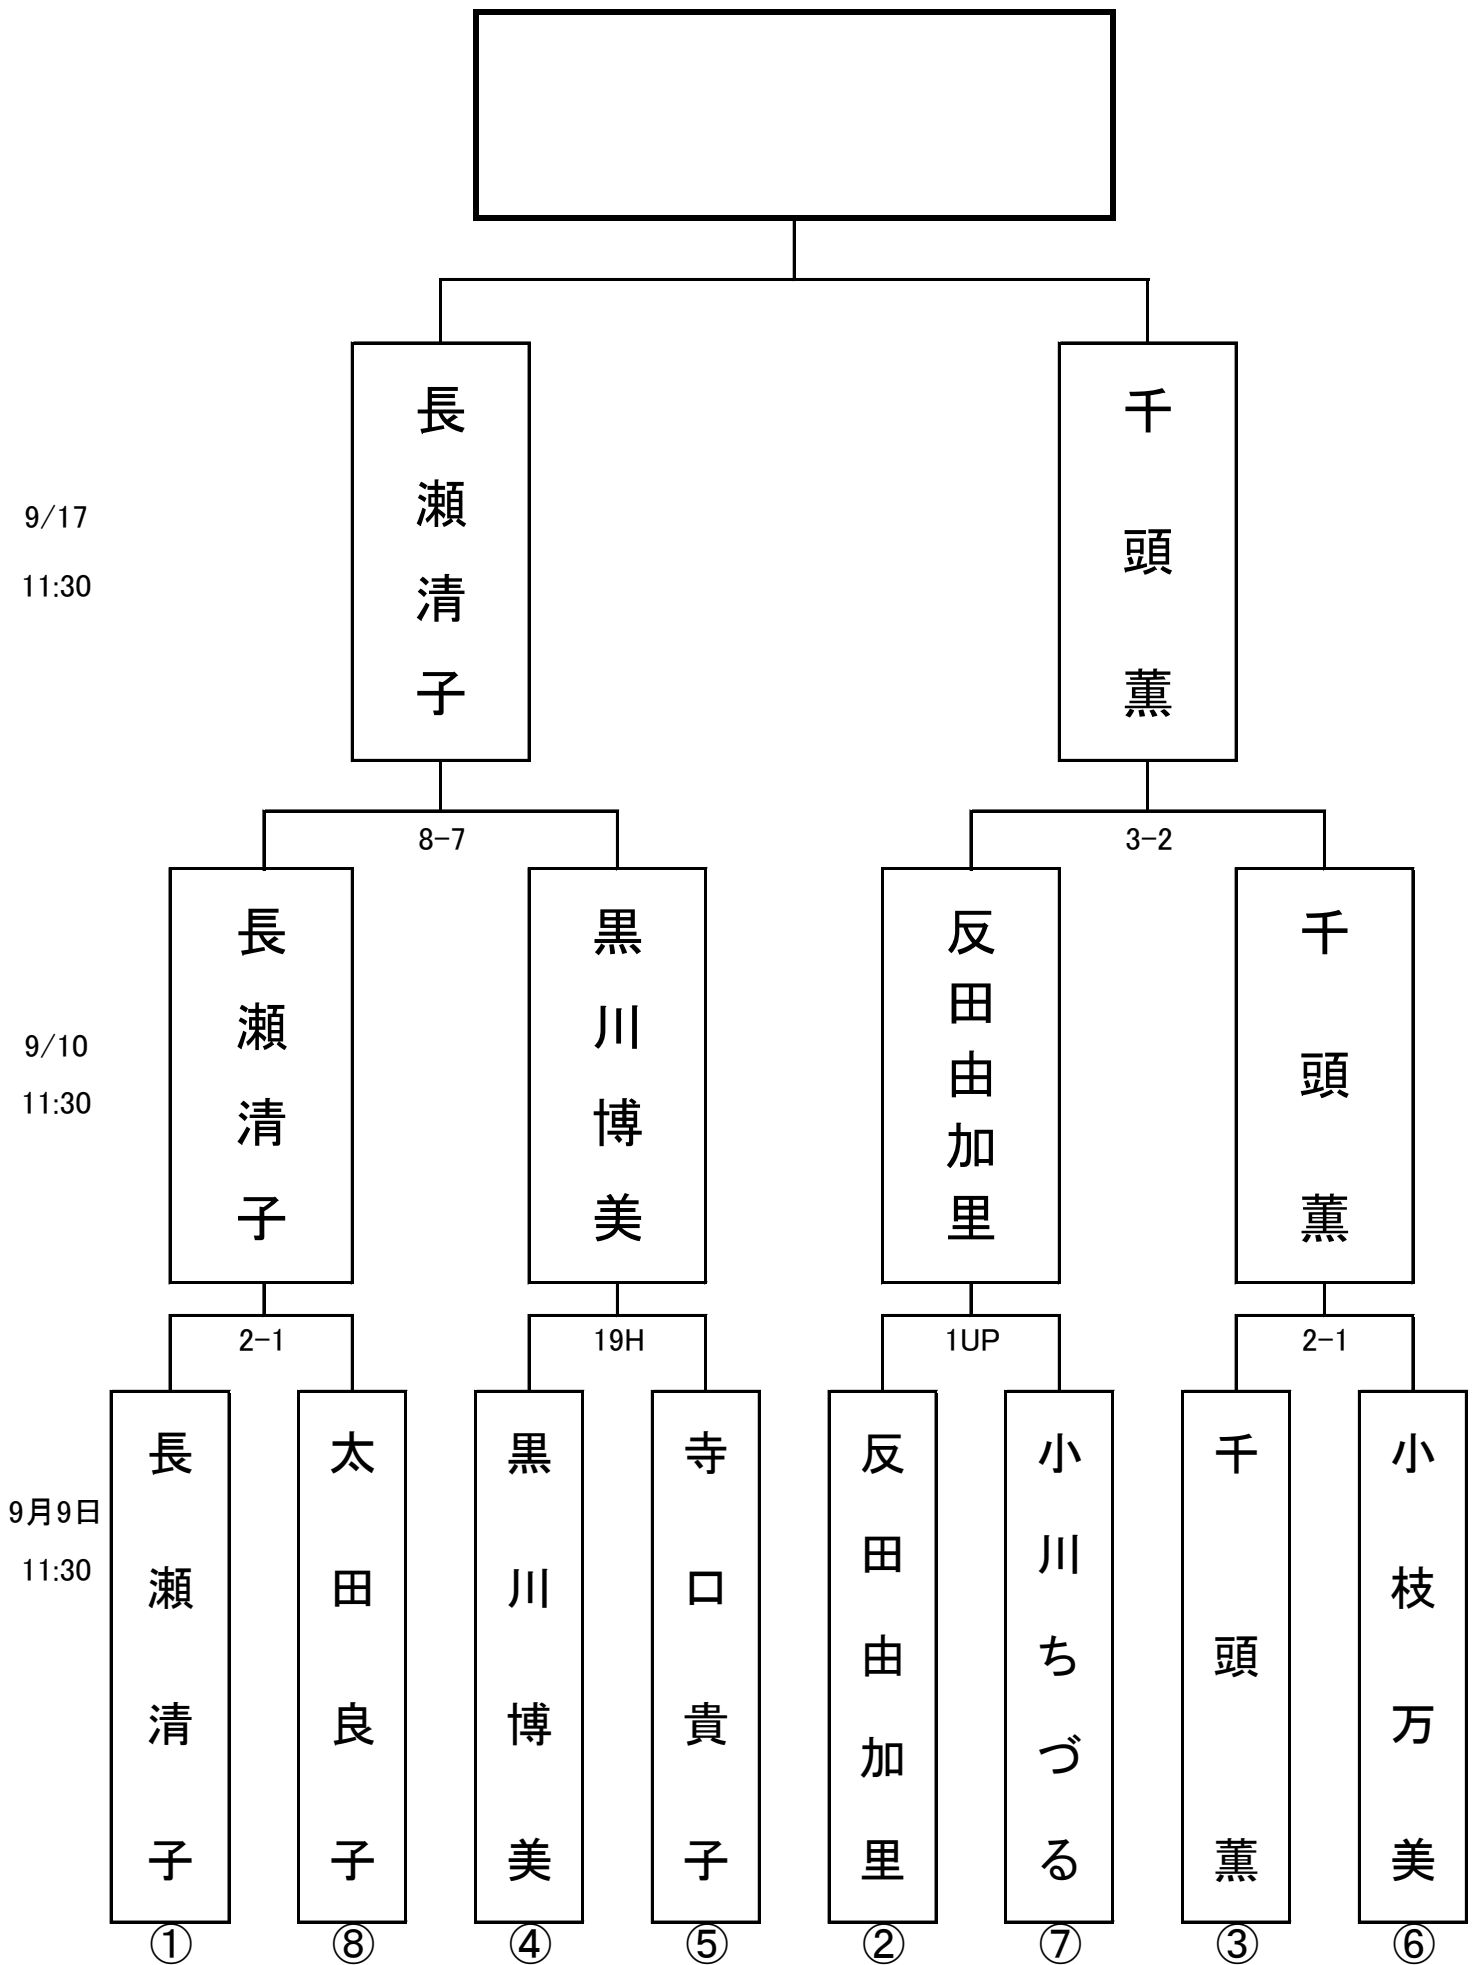 長瀬清子
千頭薫
9/17
11:30
8-7
3-2
長瀬清子
黒川博美
反田由加里
千頭薫
9/10
11:30
2-1
19H
1UP
2-1
長瀬清子
太田良子
黒川博美
寺口貴子
反田由加里
小川ちづる
千頭薫
小枝万美
9月9日
11:30
①
⑧
④
⑤
②
⑦
③
⑥